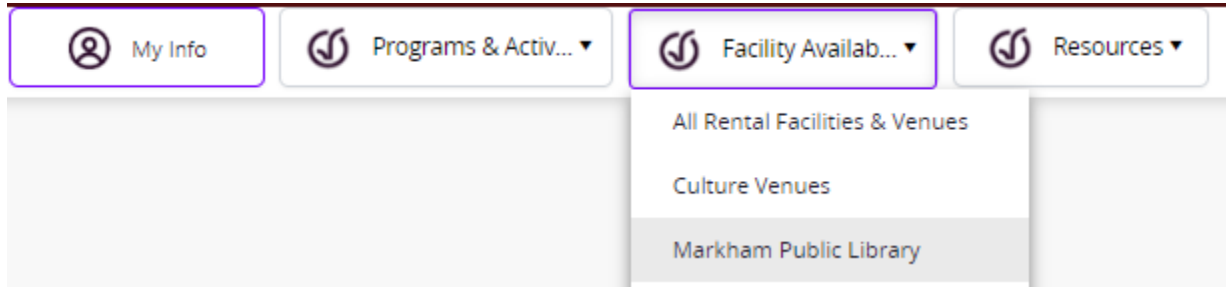 My Info
Programs & Activ...
Facility Availab...
Resources
All Rental Facilities & Venues
Culture Venues
Markham Public Library